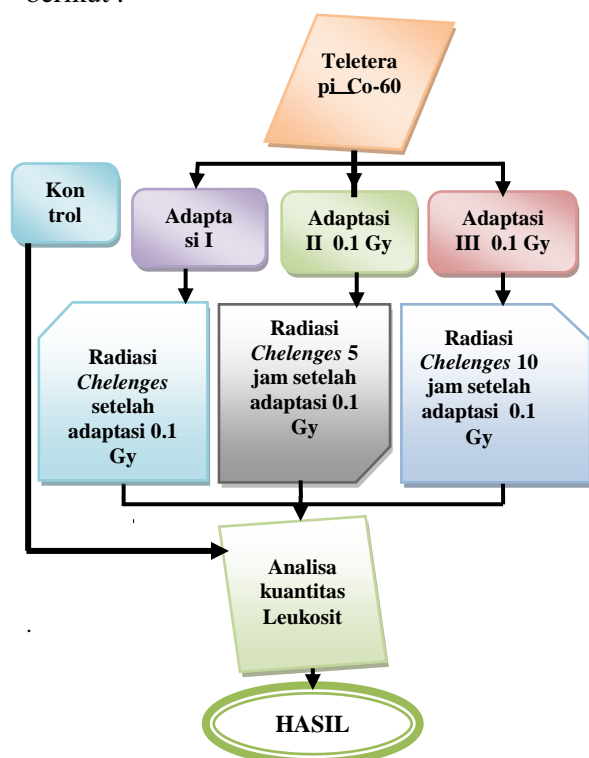 berikut :
Teletera
pi Co-60
Kon
trol
Adapta
si I
Adaptasi
II 0.1 Gy
Adaptasi
III 0.1 Gy
Radiasi
Chelenges
setelah
adaptasi 0.1
Gy
Radiasi
Chelenges 5
jam setelah
adaptasi 0.1
Gy
Radiasi
Chelenges 10
jam setelah
adaptasi 0.1
Gy
Analisa
kuantitas
Leukosit
.
HASIL